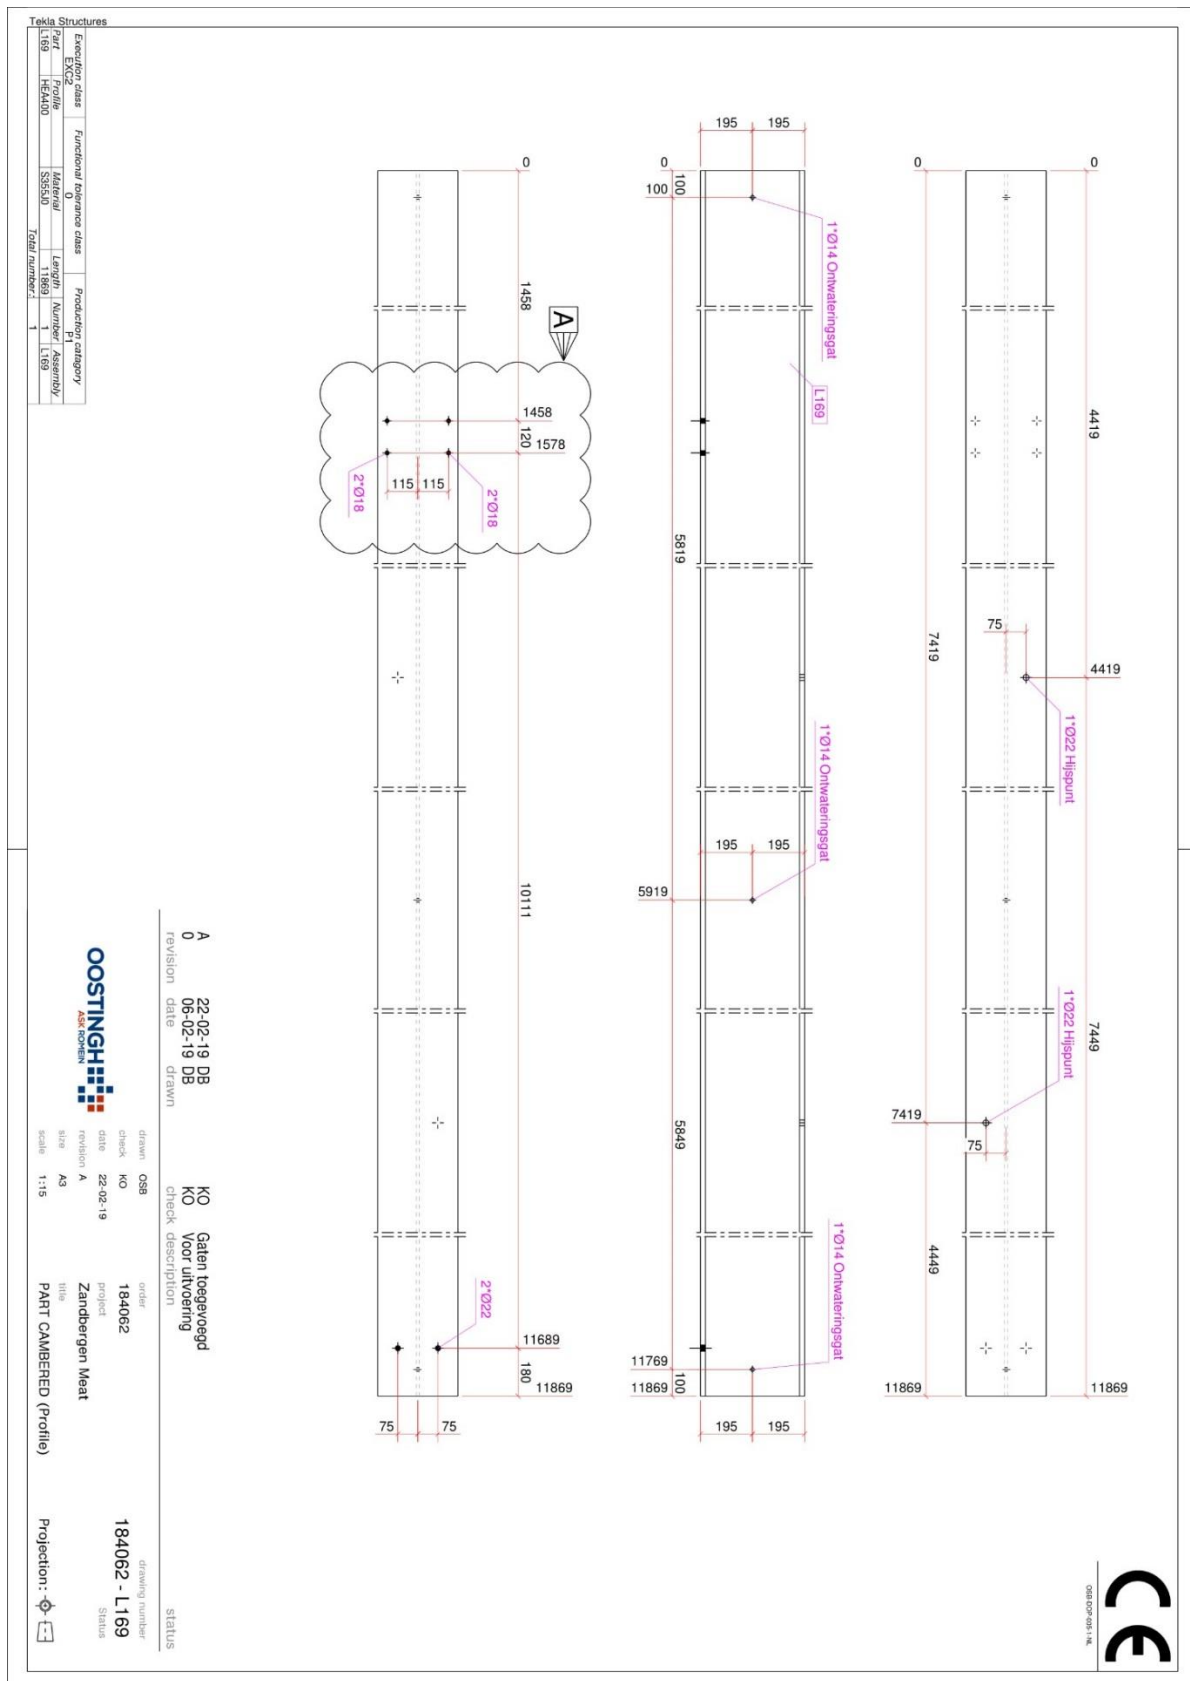 Tekla Structures
Execution class Functional tolerance class Production catagory
EXC2 0 P1
Part Profile Material Length Number Assembly
L169 HEA400 S355J0 11869 1 L169
Total number: 1
0
4419
4419
7449
11869
75
1*Ø22 Hijspunt
1*Ø22 Hijspunt
0
7419
7419
4449
11869
75
195 195
0
100
100
5819
5919
5849
11769
100
11869
1*Ø14 Ontwateringsgat
L169
1*Ø14 Ontwateringsgat
195 195
1*Ø14 Ontwateringsgat
195 195
0
1458
A
1458
120
1578
115 115
2*Ø18
2*Ø18
10111
2*Ø22
11689
180
11869
75 75
CE
OSB-DOP-035-1-NL
A 22-02-19 DB KO Gaten toegevoegd
0 06-02-19 DB KO Voor uitvoering
revision date drawn check description status
OOSTINGH
ASK ROMEIN
drawn OSB order drawing number
check KO 184062 184062 - L169
date 22-02-19 project Status
revision A Zandbergen Meat
size A3 title
scale 1:15 PART CAMBERED (Profile) Projection: